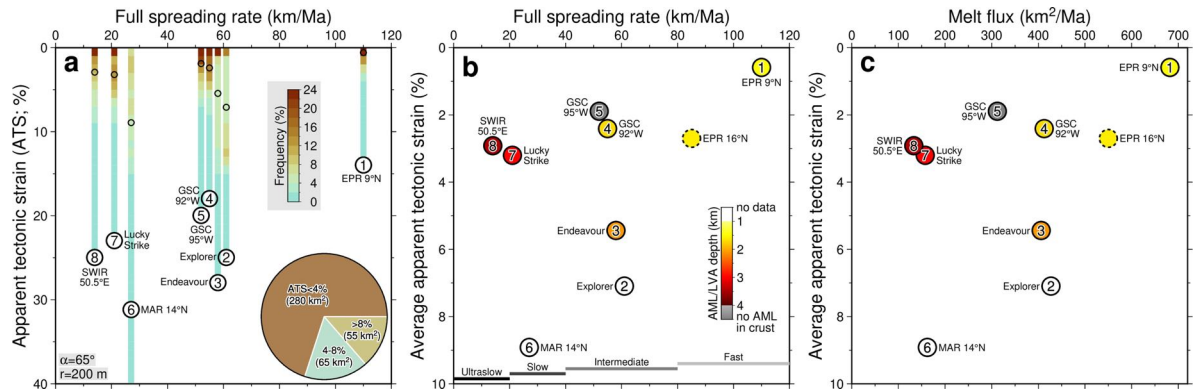 Full spreading rate (km/Ma)
0 20 40 60 80 100 120
Apparent tectonic strain (ATS; %)
0
10
20
30
40
a
Frequency (%)
24
20
16
12
8
4
0
1
EPR 9°N
GSC
92°W
4
5
GSC
95°W
7
Lucky
Strike
8
SWIR
50.5°E
Explorer
2
Endeavour
3
6
MAR 14°N
ATS<4%
(280 km²)
>8%
(55 km²)
4-8%
(65 km²)
α=65°
r=200 m
Full spreading rate (km/Ma)
0 20 40 60 80 100 120
Average apparent tectonic strain (%)
0
2
4
6
8
10
b
1
EPR 9°N
GSC
95°W
5
4
GSC
92°W
EPR 16°N
SWIR
50.5°E
8
7
Lucky
Strike
Endeavour
3
Explorer
2
6
MAR 14°N
AML/LVA depth (km)
no data
1
2
3
4
no AML
in crust
Ultraslow
Slow
Intermediate
Fast
Melt flux (km²/Ma)
0 100 200 300 400 500 600 700
Average apparent tectonic strain (%)
0
2
4
6
8
10
c
1
EPR 9°N
GSC
95°W
5
4
GSC
92°W
EPR 16°N
SWIR
50.5°E
8
7
Lucky
Strike
Endeavour
3
Explorer
2
6
MAR 14°N